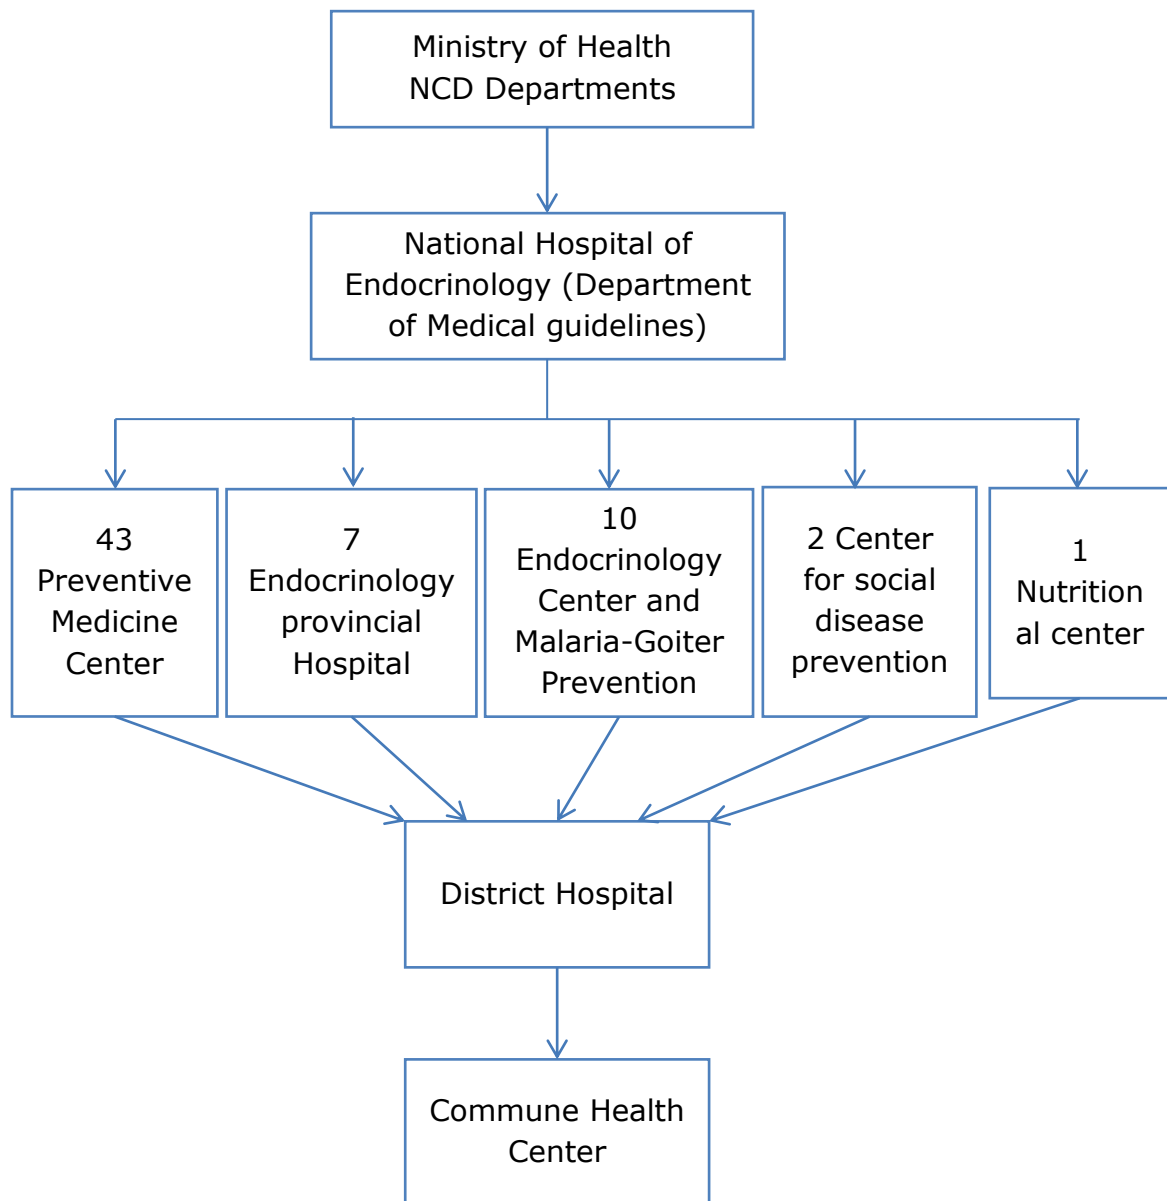 Ministry of Health
NCD Departments
National Hospital of
Endocrinology (Department
of Medical guidelines)
43
Preventive
Medicine
Center
7
Endocrinology
provincial
Hospital
10
Endocrinology
Center and
Malaria-Goiter
Prevention
2 Center
for social
disease
prevention
1
Nutrition
al center
District Hospital
Commune Health
Center